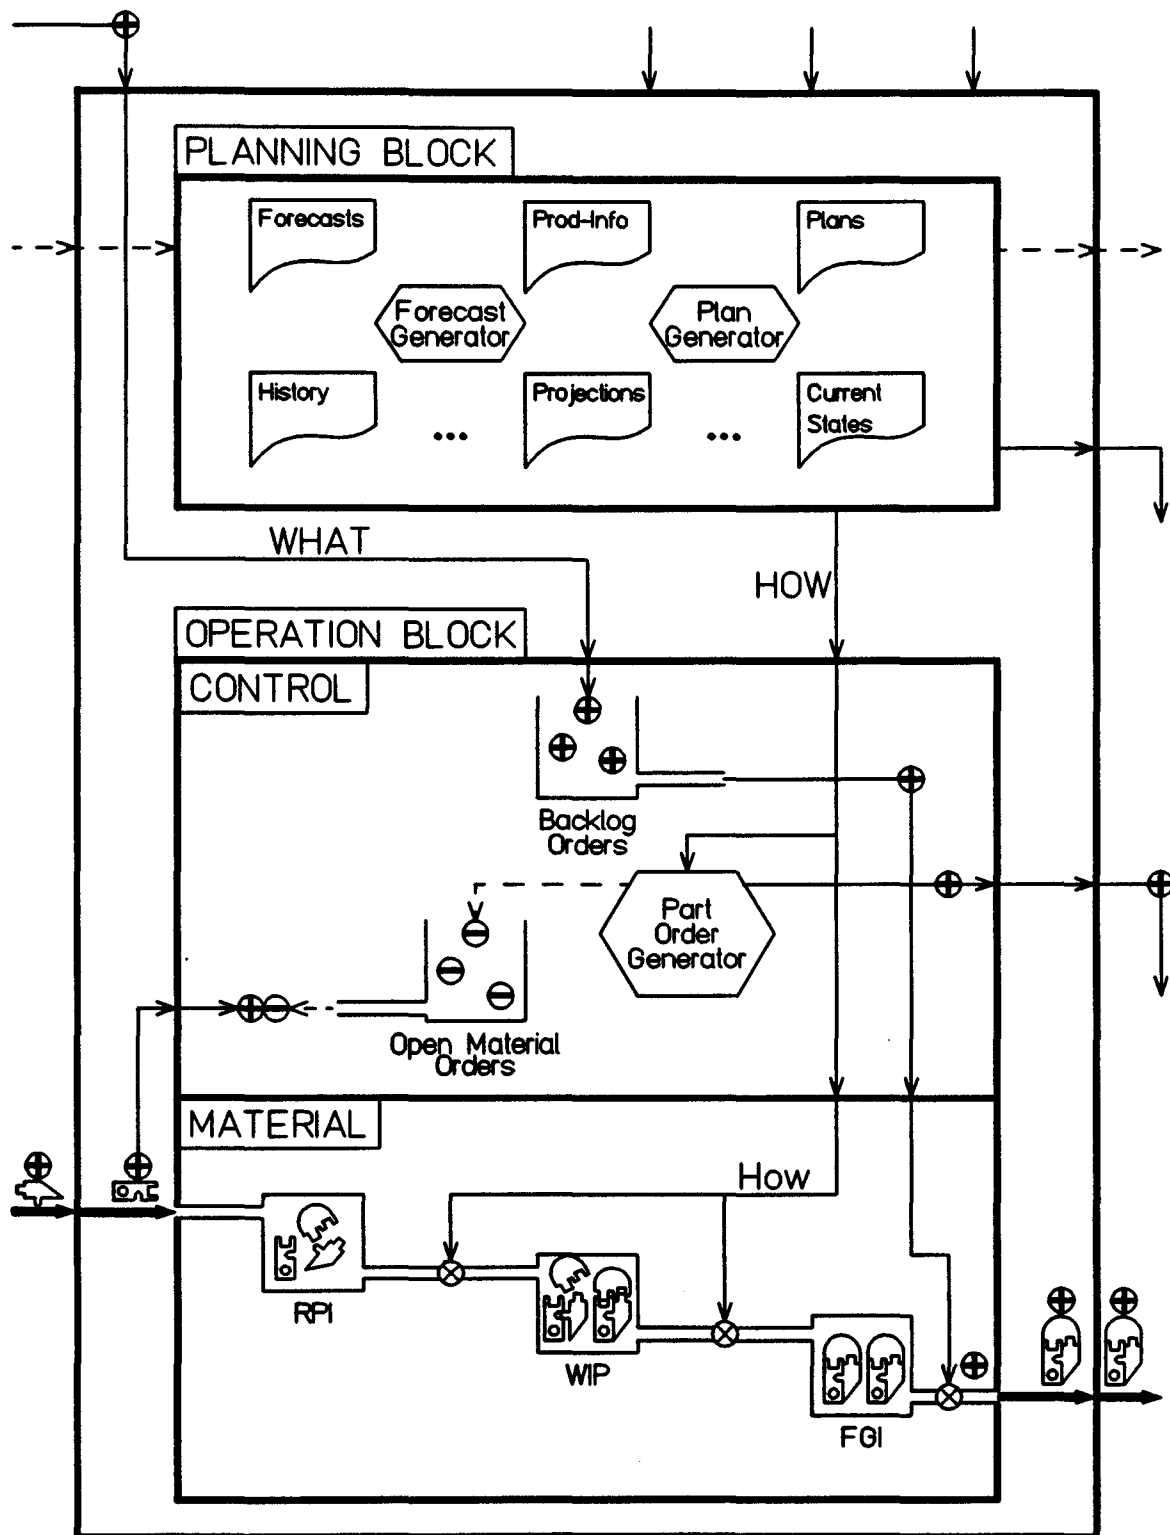 PLANNING BLOCK
Forecasts
Prod-Info
Plans
Forecast
Generator
Plan
Generator
History
Projections
Current
States
...
...
WHAT
HOW
OPERATION BLOCK
CONTROL
Backlog
Orders
Part
Order
Generator
Open Material
Orders
MATERIAL
How
RPI
WIP
FGI